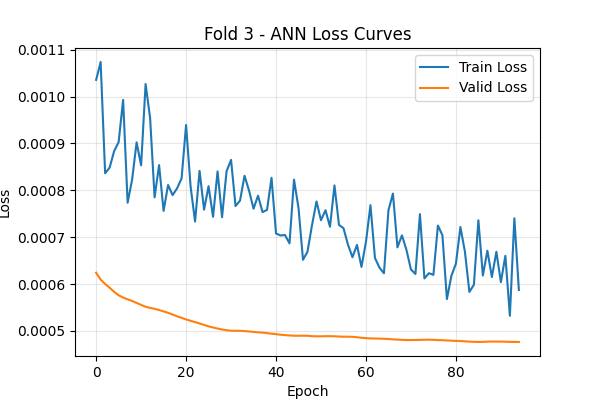 Fold 3 - ANN Loss Curves
0.0011
0.0010
0.0009
0.0008
0.0007
0.0006
0.0005
Loss
Train Loss
Valid Loss
0
20
40
60
80
Epoch